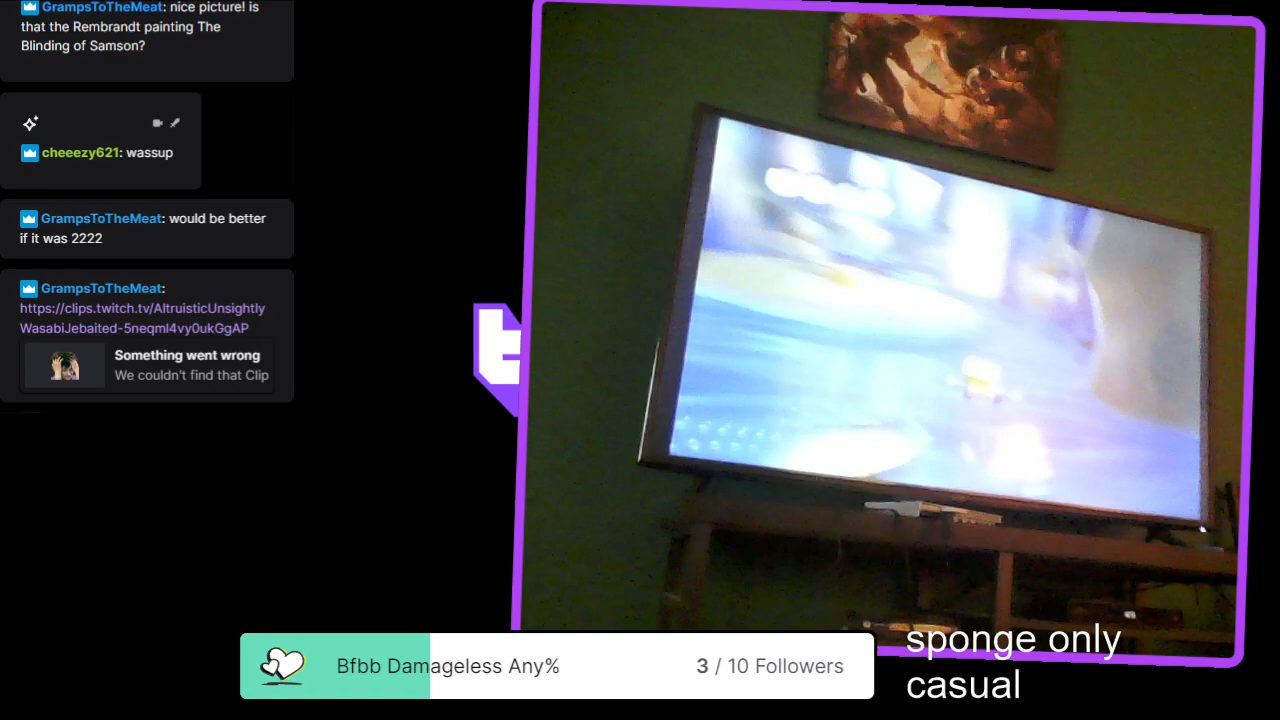 GrampsToTheMeat: nice picture! is
that the Rembrandt painting The
Blinding of Samson?
cheeezy621: wassup
GrampsToTheMeat: would be better
if it was 2222
GrampsToTheMeat:
https://clips.twitch.tv/AltruisticUnsightly
WasabiJebaited-5neqml4vy0ukGgAP
Something went wrong
We couldn't find that Clip
Bfbb Damageless Any%
3 / 10 Followers
sponge only
casual